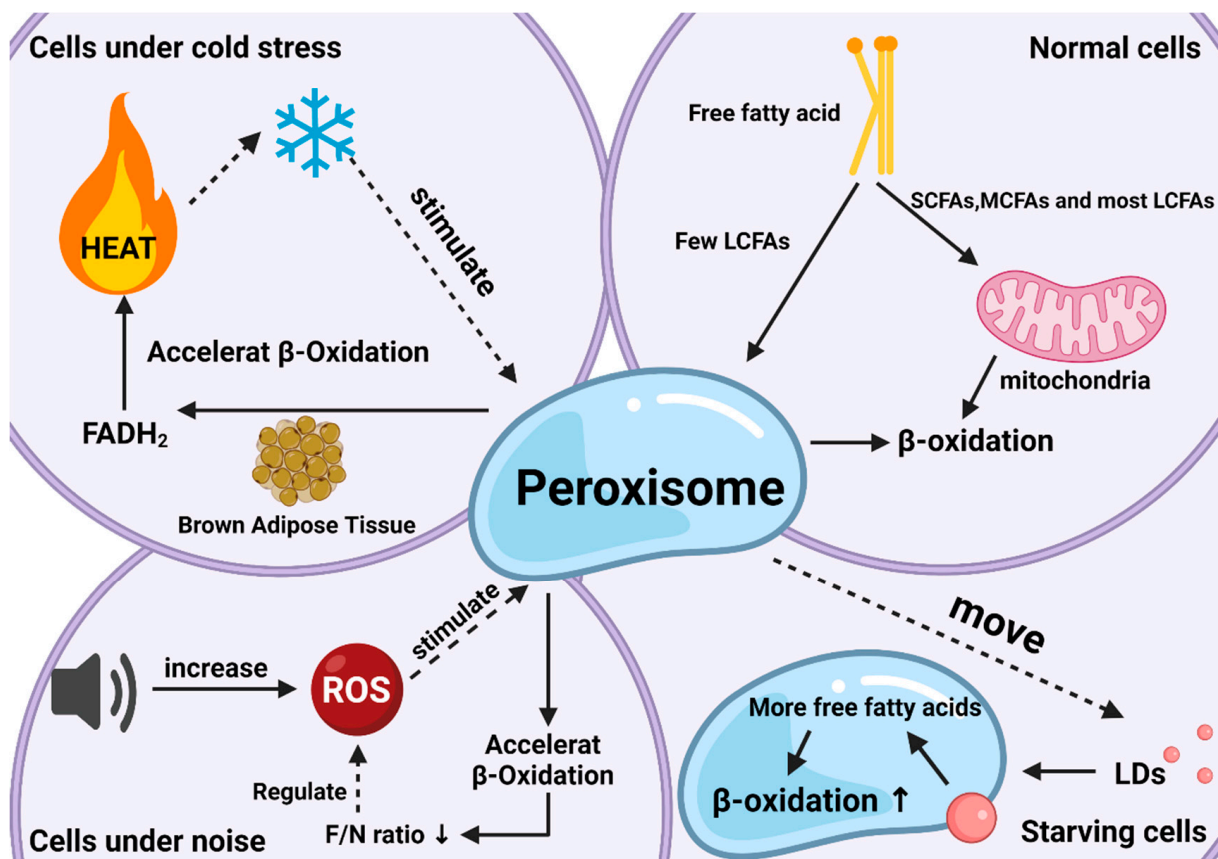 Cells under cold stress
HEAT
stimulate
Accelerat β-Oxidation
FADH₂
Brown Adipose Tissue
Normal cells
Free fatty acid
SCFAs,MCFAs and most LCFAs
Few LCFAs
mitochondria
β-oxidation
Peroxisome
increase
ROS
stimulate
Accelerat
β-Oxidation
Regulate
F/N ratio ↓
Cells under noise
move
More free fatty acids
β-oxidation ↑
LDs
Starving cells